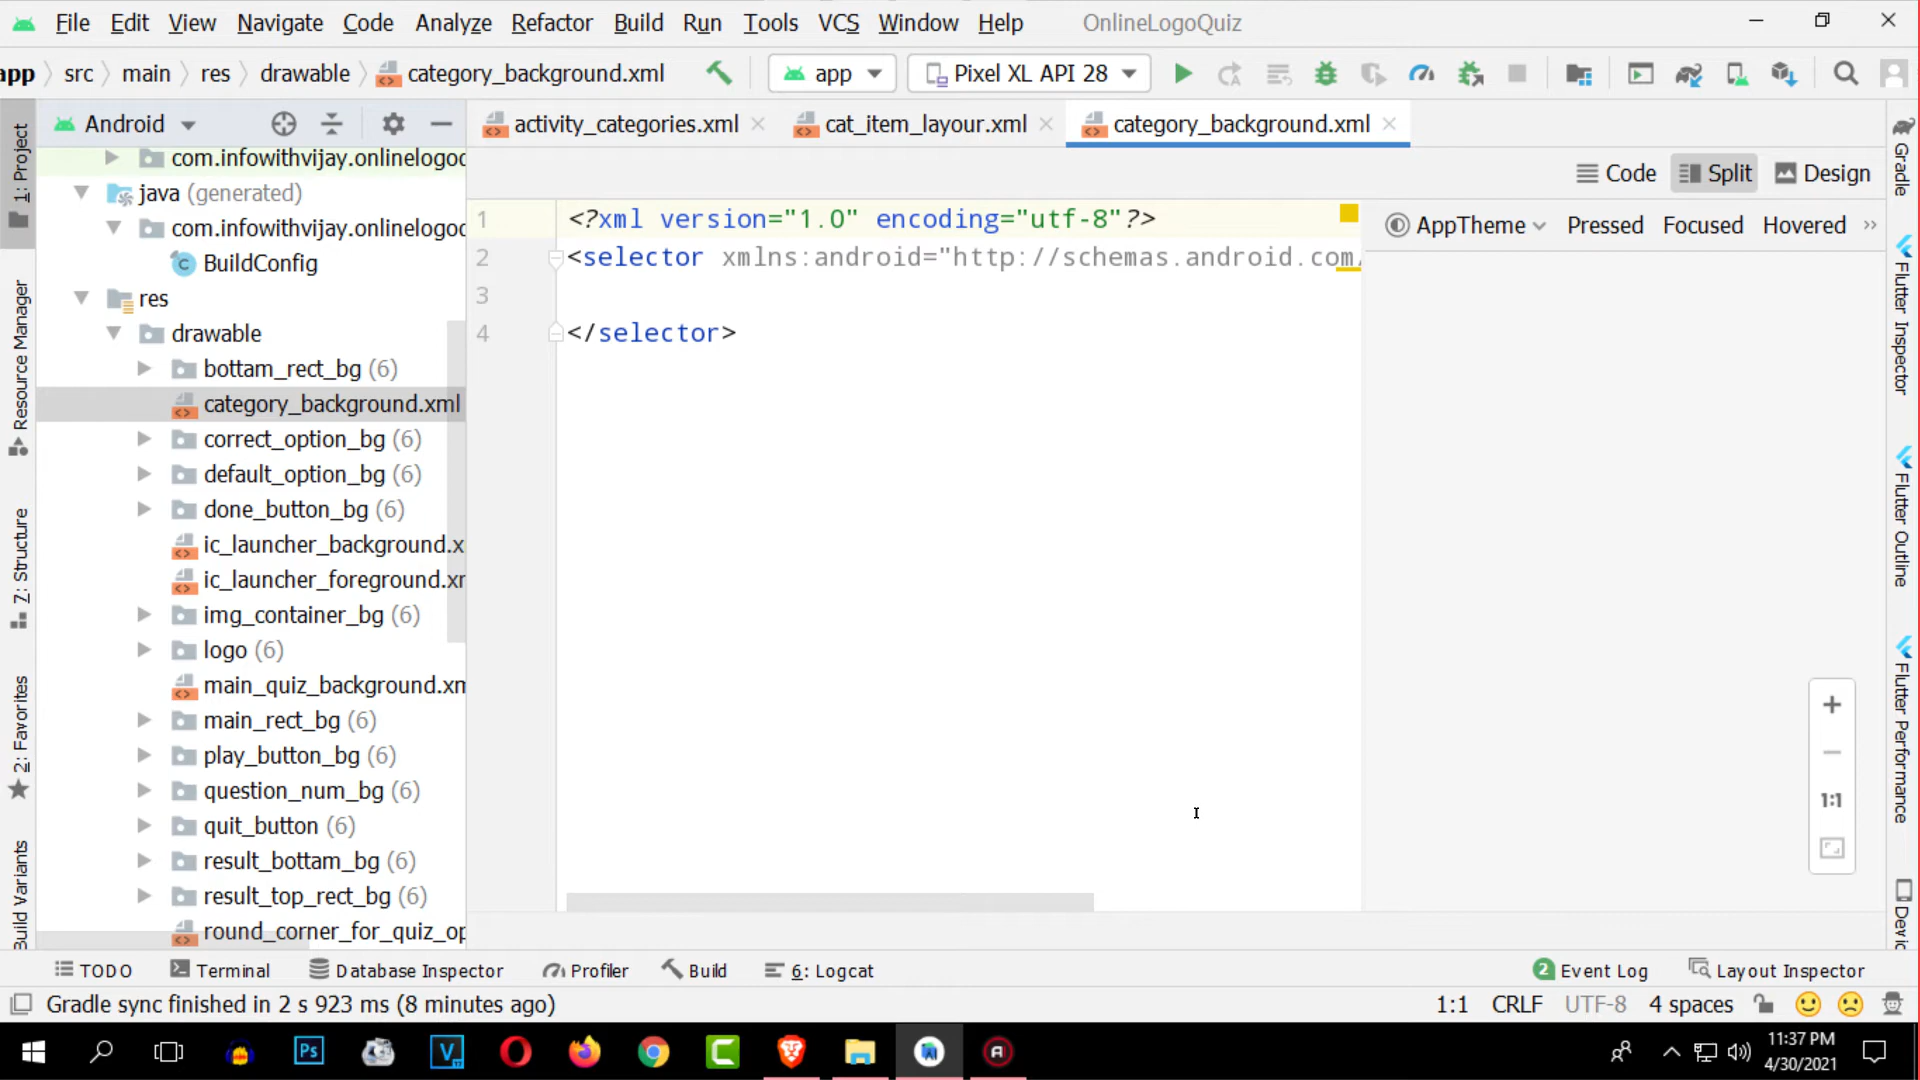 File Edit View Navigate Code Analyze Refactor Build Run Tools VCS Window Help OnlineLogoQuiz
app src main res drawable category_background.xml app Pixel XL API 28
Android activity_categories.xml cat_item_layour.xml category_background.xml
Code Split Design
AppTheme Pressed Focused Hovered
1: Project
Resource Manager
7: Structure
2: Favorites
Build Variants
com.infowithvijay.onlinelogoq
java (generated)
com.infowithvijay.onlinelogoq
BuildConfig
res
drawable
bottam_rect_bg (6)
category_background.xml
correct_option_bg (6)
default_option_bg (6)
done_button_bg (6)
ic_launcher_background.x
ic_launcher_foreground.xm
img_container_bg (6)
logo (6)
main_quiz_background.xm
main_rect_bg (6)
play_button_bg (6)
question_num_bg (6)
quit_button (6)
result_bottam_bg (6)
result_top_rect_bg (6)
round_corner_for_quiz_op
1 <?xml version="1.0" encoding="utf-8"?>
2 <selector xmlns:android="http://schemas.android.com/
3
4 </selector>
1:1
Gradle
Flutter Inspector
Flutter Outline
Flutter Performance
Devic
TODO Terminal Database Inspector Profiler Build 6: Logcat 2 Event Log Layout Inspector
Gradle sync finished in 2 s 923 ms (8 minutes ago) 1:1 CRLF UTF-8 4 spaces
Ps V
11:37 PM
4/30/2021